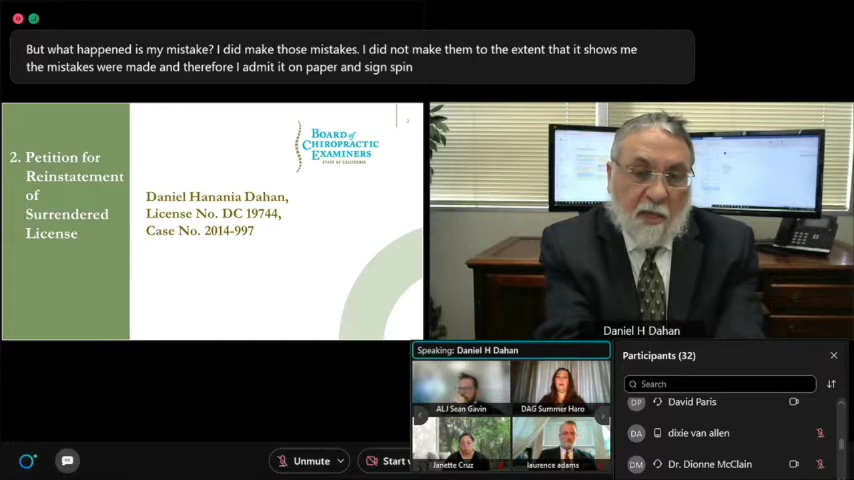 But what happened is my mistake? I did make those mistakes. I did not make them to the extent that it shows me
the mistakes were made and therefore I admit it on paper and sign spin
2. Petition for
Reinstatement
of
Surrendered
License
BOARD of
CHIROPRACTIC
EXAMINERS
STATE OF CALIFORNIA
2
Daniel Hanania Dahan,
License No. DC 19744,
Case No. 2014-997
Daniel H Dahan
Speaking: Daniel H Dahan
ALJ Sean Gavin
DAG Summer Haro
Janette Cruz
laurence adams
Participants (32)
Search
DP David Paris
DA dixie van allen
DM Dr. Dionne McClain
Unmute
Start